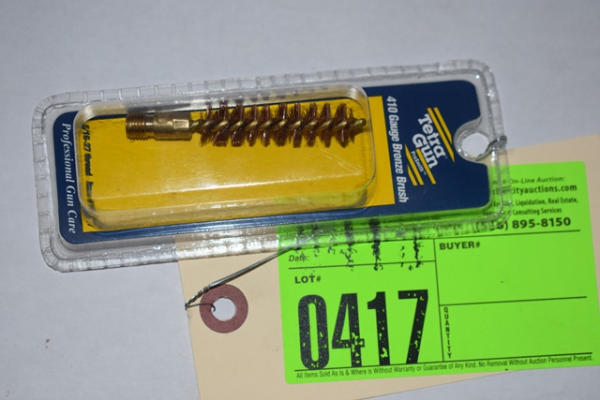 Tetra
Gun
410 Gauge Bronze Brush
5/16-27 thread
Professional Gun Care
On-Line Auction:
cityauctions.com
Liquidation, Real Estate,
Consulting Services
895-8150
Date:
BUYER#
LOT#
0417
QUANTITY
All Items Sold As Is & Where is Without Warranty or Guarantee of Any Kind. No Removal Without Auction Personnel Present.